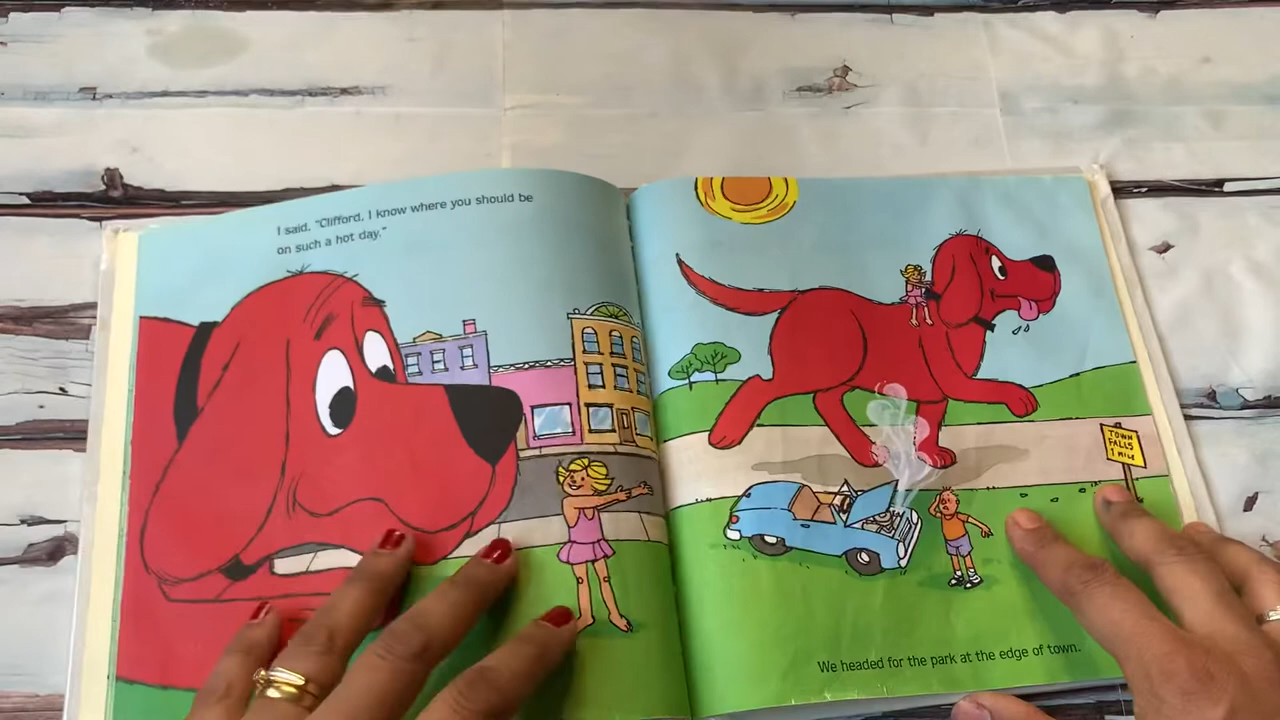 I said, "Clifford, I know where you should be
on such a hot day."
TOWN
FALLS
1 MILE
We headed for the park at the edge of town.